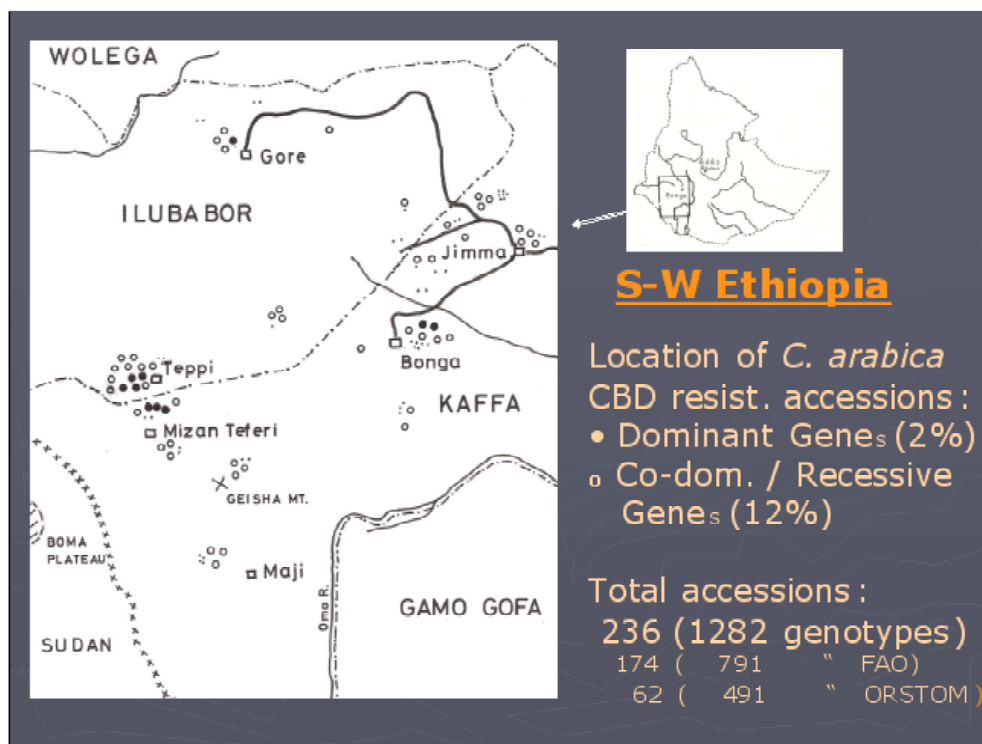 WOLEGA
Gore
ILUBABOR
Jimma
Teppi
Bonga
KAFFA
Mizan Teferi
GEISHA MT.
BOMA
PLATEAU
Maji
Omo R.
GAMO GOFA
SUDAN
S-W Ethiopia
Location of C. arabica
CBD resist. accessions :
• Dominant Genes (2%)
o Co-dom. / Recessive
Genes (12%)
Total accessions :
236 (1282 genotypes)
174 ( 791 “ FAO)
62 ( 491 “ ORSTOM )